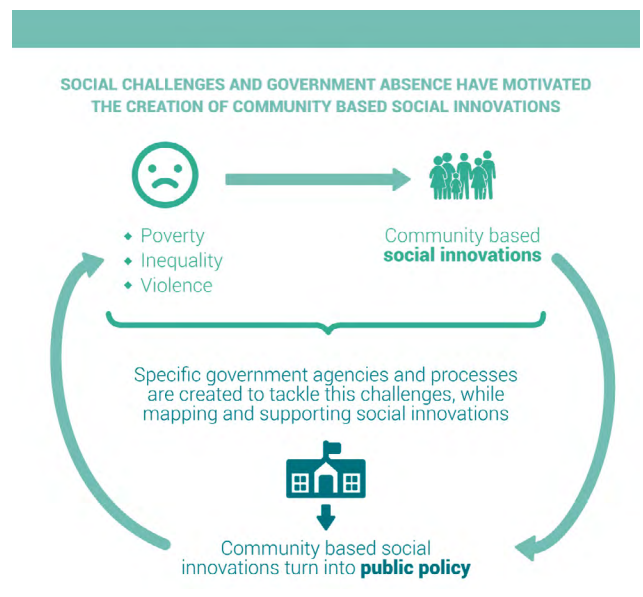 SOCIAL CHALLENGES AND GOVERNMENT ABSENCE HAVE MOTIVATED
THE CREATION OF COMMUNITY BASED SOCIAL INNOVATIONS
Poverty
Inequality
Violence
Community based
social innovations
Specific government agencies and processes
are created to tackle this challenges, while
mapping and supporting social innovations
Community based social
innovations turn into public policy